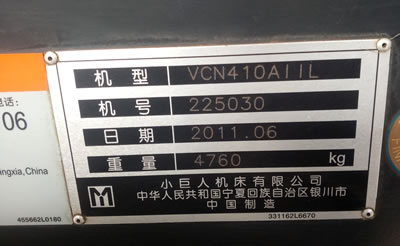 电话:
06
ngxia,China
455662L0180
机型 VCN410AIIL
机号 225030
日期 2011.06
重量 4760 kg
M
小巨人机床有限公司
中华人民共和国宁夏回族自治区银川市
中国制造
331162L6670